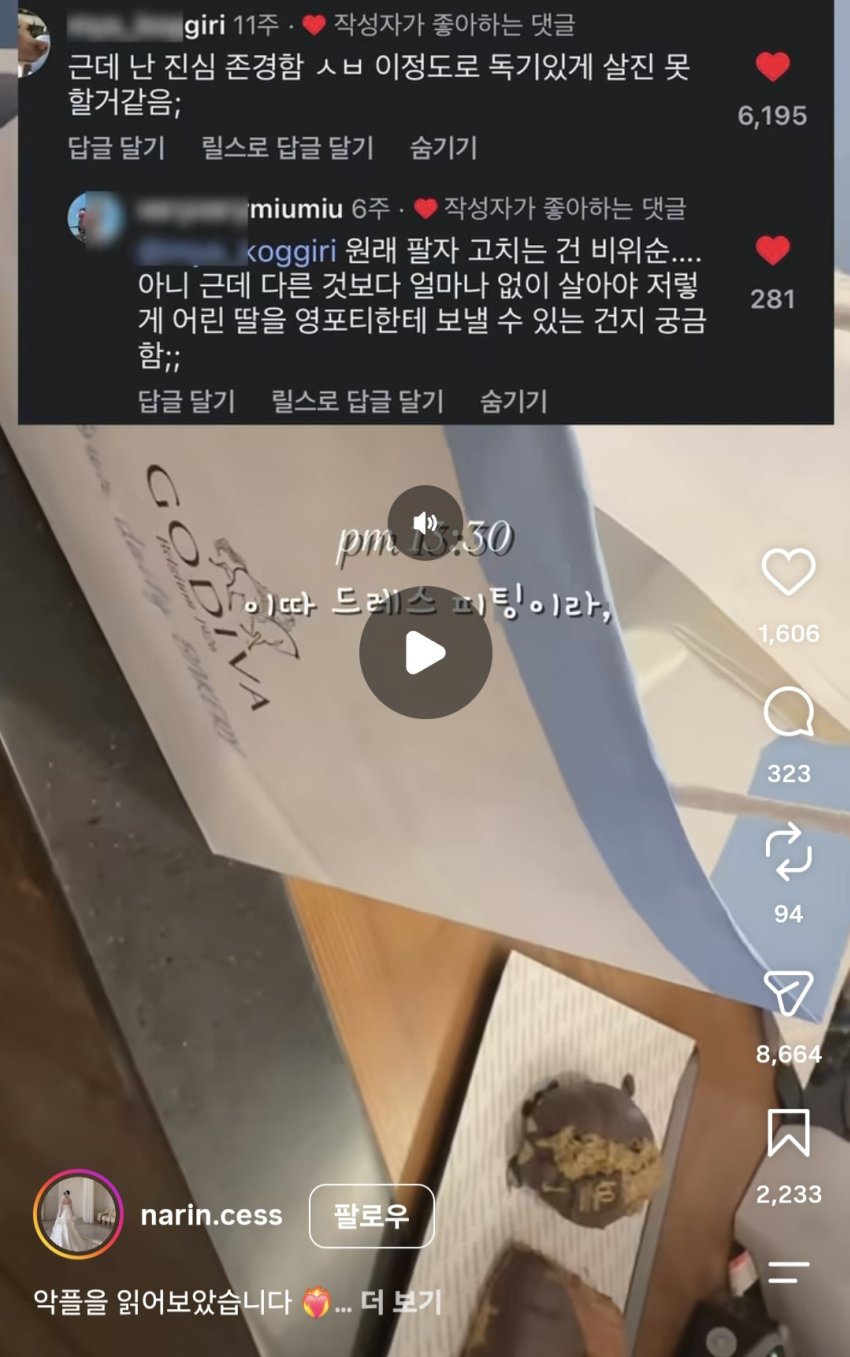 giri 11주 · ❤️ 작성자가 좋아하는 댓글
근데 난 진심 존경함 ㅅㅂ 이정도로 독기있게 살진 못
할거같음;
6,195
답글 달기 릴스로 답글 달기 숨기기
miumiu 6주 · ❤️ 작성자가 좋아하는 댓글
koggiri 원래 팔자 고치는 건 비위순....
아니 근데 다른 것보다 얼마나 없이 살아야 저렇
게 어린 딸을 영포티한테 보낼 수 있는 건지 궁금
함;;
281
답글 달기 릴스로 답글 달기 숨기기
GODIVA
pm 13:30
이따 드레스 피팅이라,
1,606
323
94
8,664
2,233
narin.cess 팔로우
악플을 읽어보았습니다 ❤️‍🔥... 더 보기